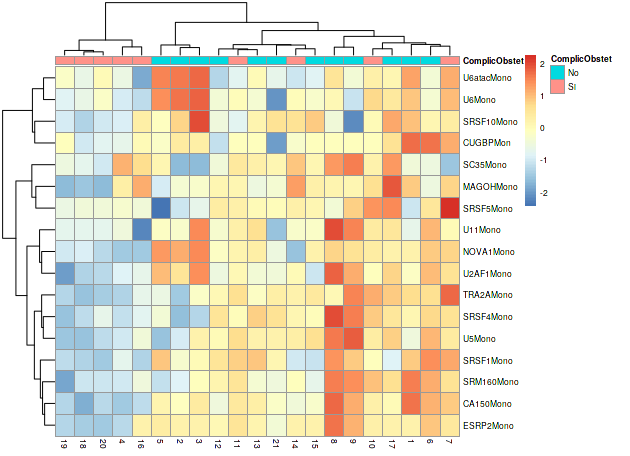 ComplicObstet
U6atacMono
U6Mono
SRSF10Mono
CUGBPMon
SC35Mono
MAGOHMono
SRSF5Mono
U11Mono
NOVA1Mono
U2AF1Mono
TRA2AMono
SRSF4Mono
U5Mono
SRSF1Mono
SRM160Mono
CA150Mono
ESRP2Mono
19 18 20 4 16 5 2 3 12 11 13 21 14 15 8 9 10 17 1 6 7
2
1
0
-1
-2
ComplicObstet
No
SI